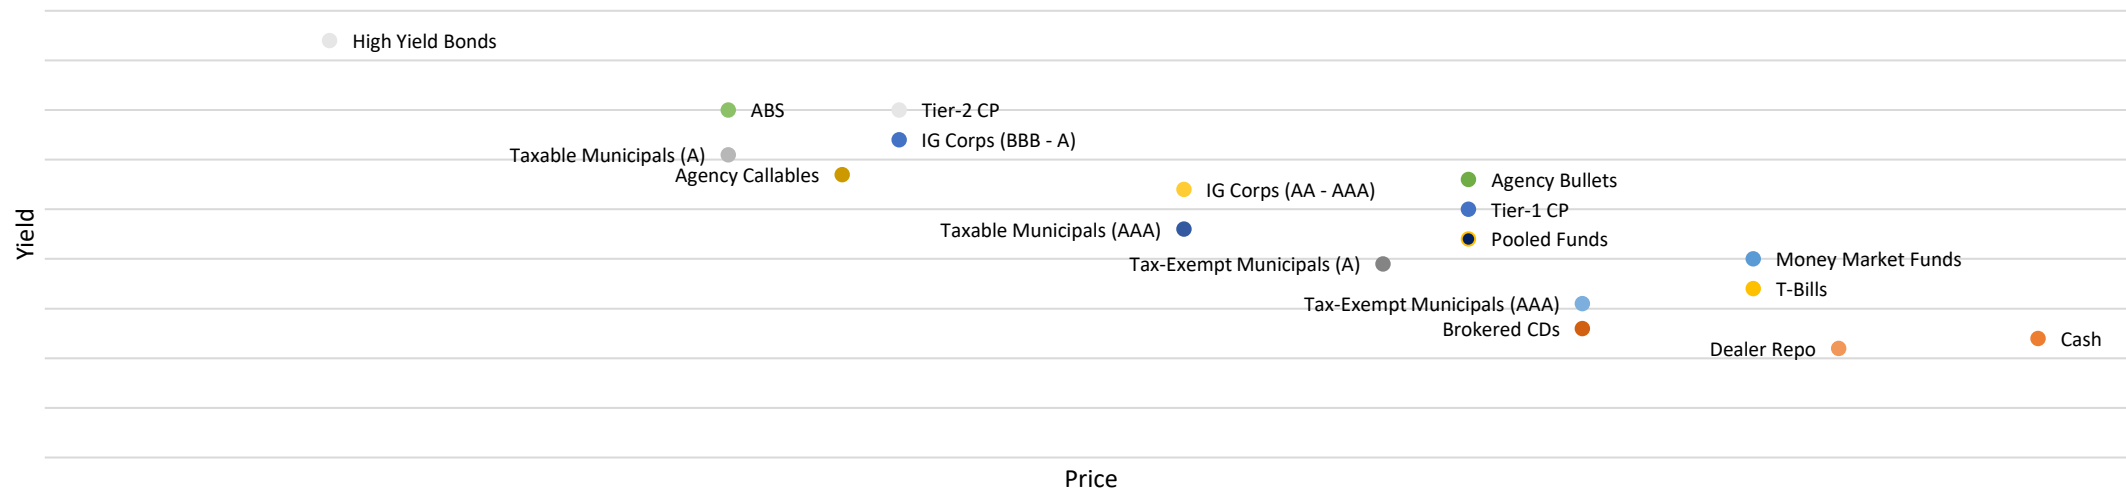 High Yield Bonds
ABS
Tier-2 CP
IG Corps (BBB - A)
Taxable Municipals (A)
Agency Callables
IG Corps (AA - AAA)
Agency Bullets
Tier-1 CP
Taxable Municipals (AAA)
Pooled Funds
Yield
Tax-Exempt Municipals (A)
Money Market Funds
T-Bills
Tax-Exempt Municipals (AAA)
Brokered CDs
Dealer Repo
Cash
Price